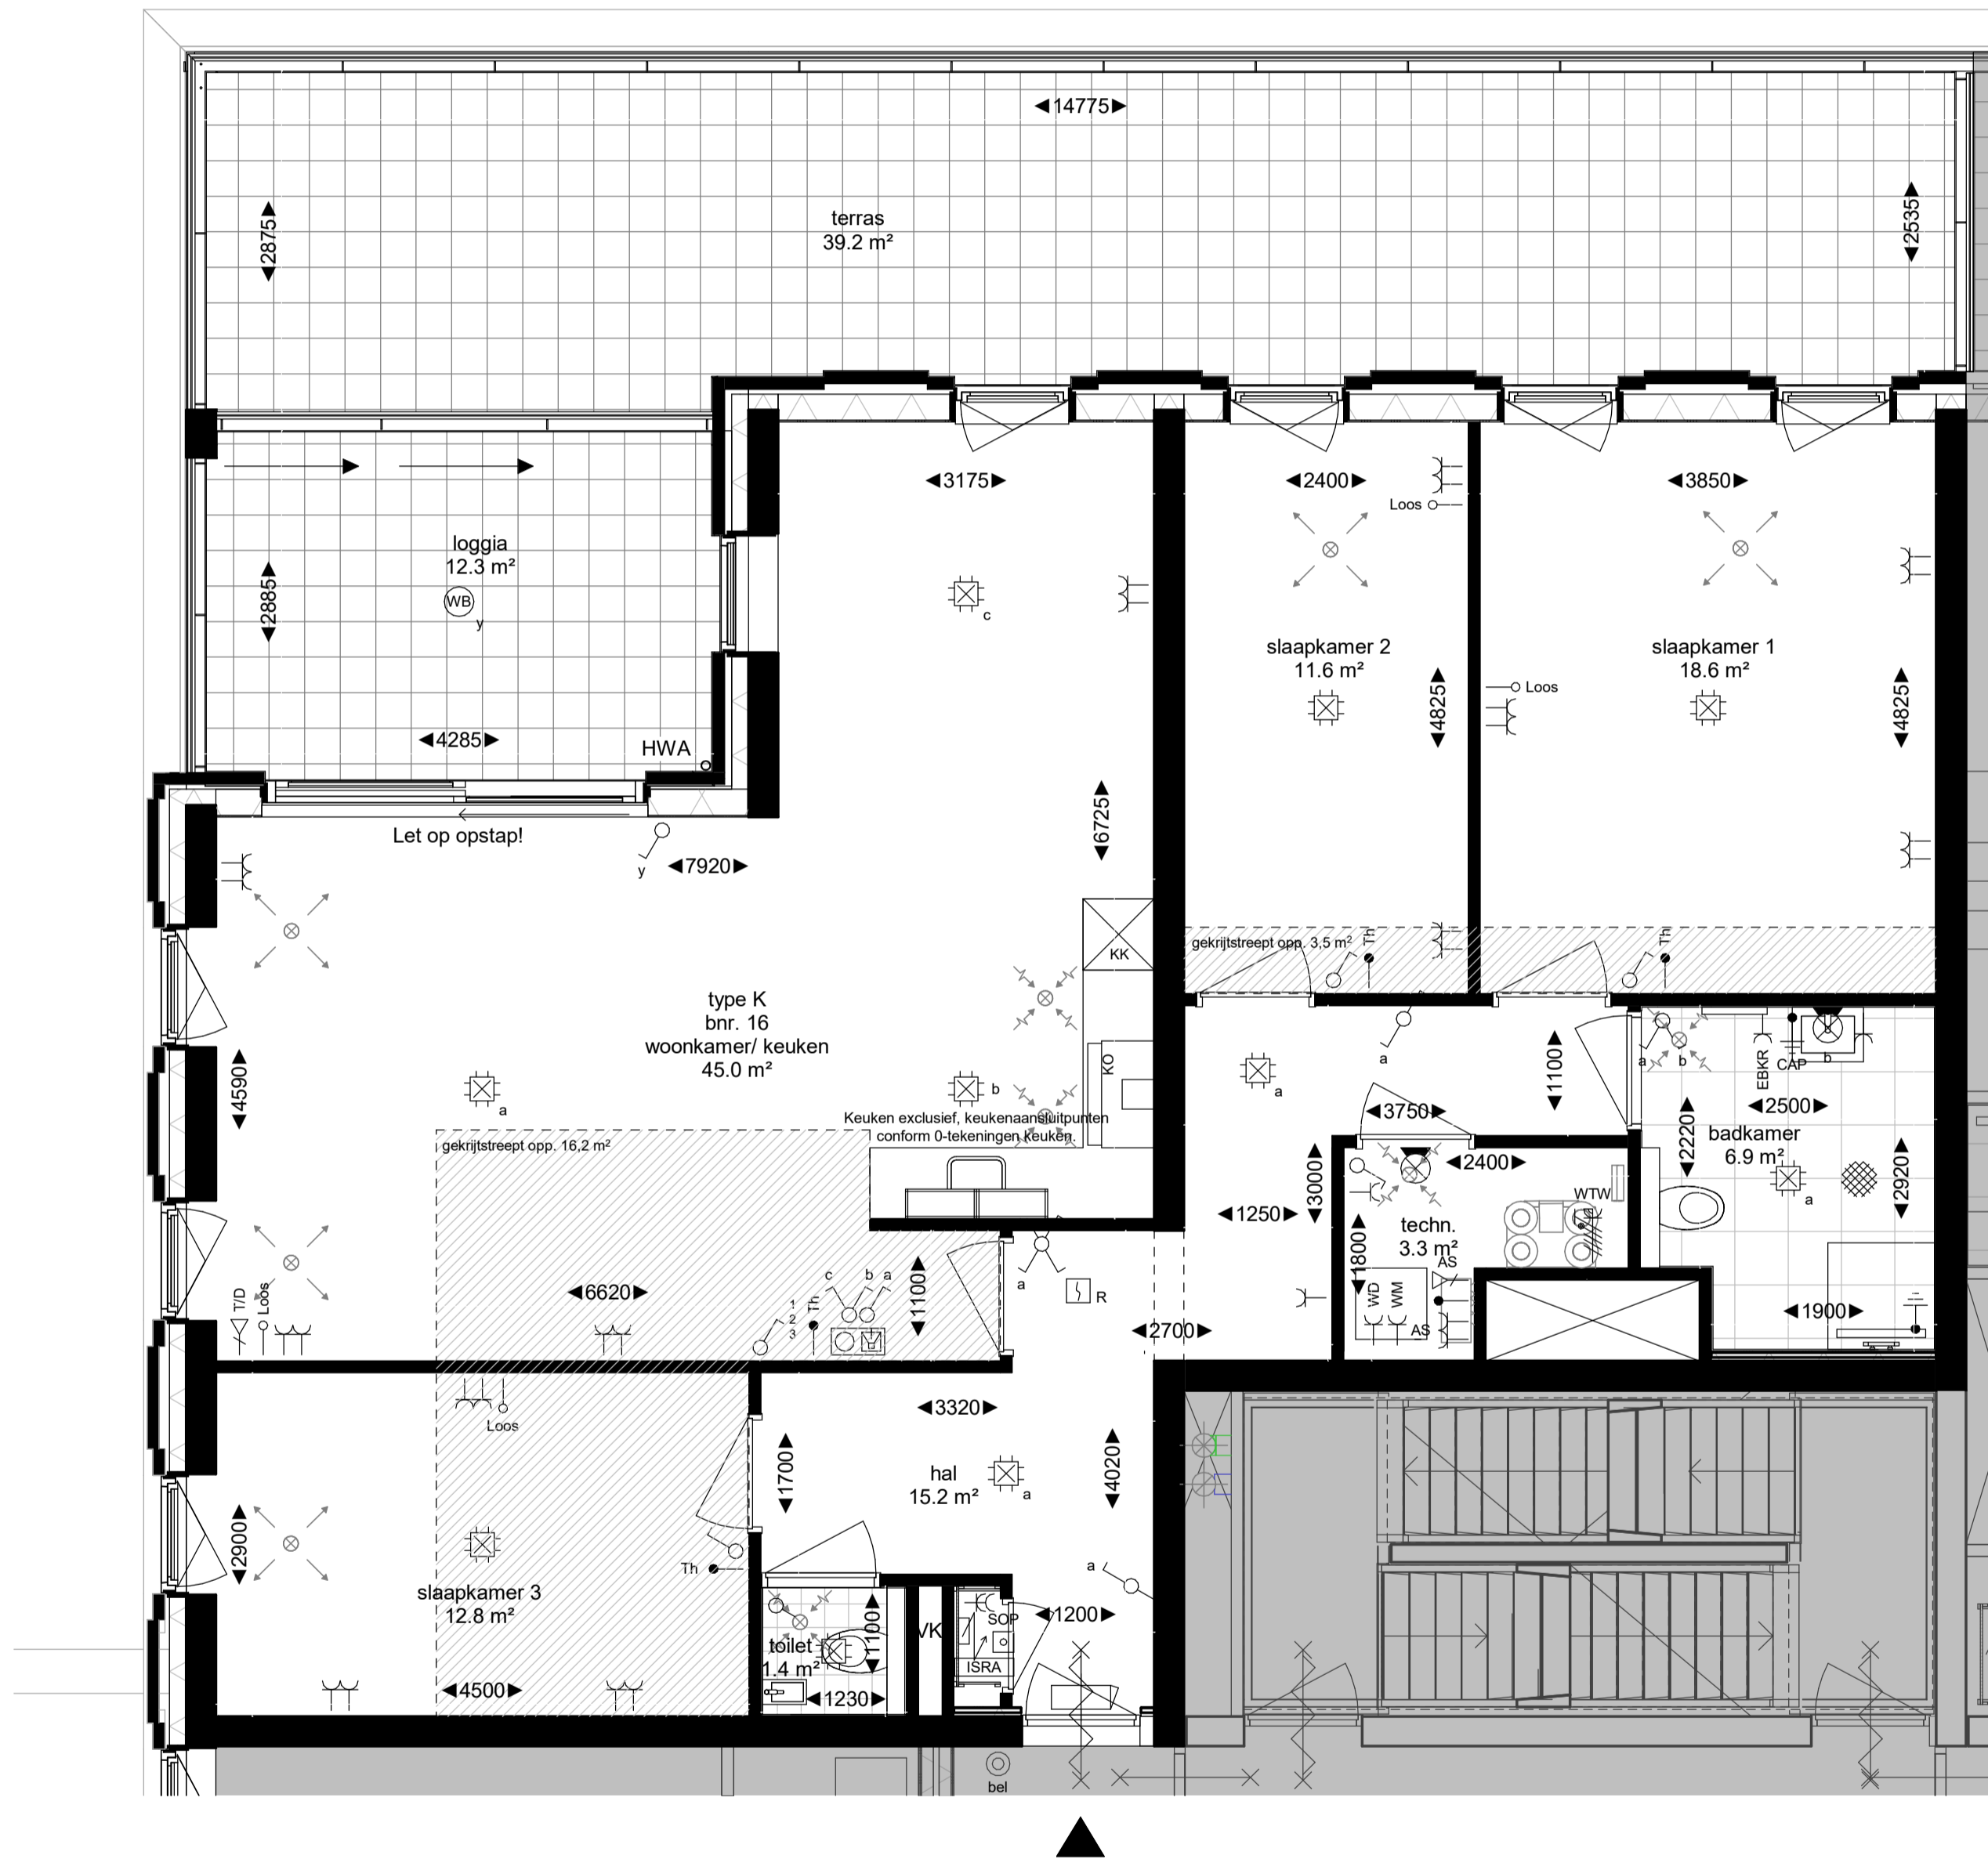 14775
2875
2535
terras
39.2 m²
3175
2400
3850
Loos
loggia
12.3 m²
WB
y
2885
c
slaapkamer 2
11.6 m²
slaapkamer 1
18.6 m²
Loos
4825
4825
4285
HWA
Let op opstap!
y
7920
6725
KK
gekrijtstreept opp. 3,5 m²
Th
Th
type K
bnr. 16
woonkamer/ keuken
45.0 m²
KO
a
b
a
a
1100
a
b
EBKR
CAP
b
4590
3750
2500
Keuken exclusief, keukenaansluitpunten
conform 0-tekeningen keuken.
gekrijtstreept opp. 16,2 m²
2220
badkamer
6.9 m²
2400
3000
2920
a
WTW
1250
techn.
3.3 m²
1800
AS
WD
WM
AS
T/D
Loos
6620
1
2
3
Th
c
b
a
1100
a
R
2700
1900
Loos
3320
1700
hal
15.2 m²
a
4020
2900
Th
a
slaapkamer 3
12.8 m²
toilet
1.4 m²
1100
VK
SOP
1200
ISRA
4500
1230
bel